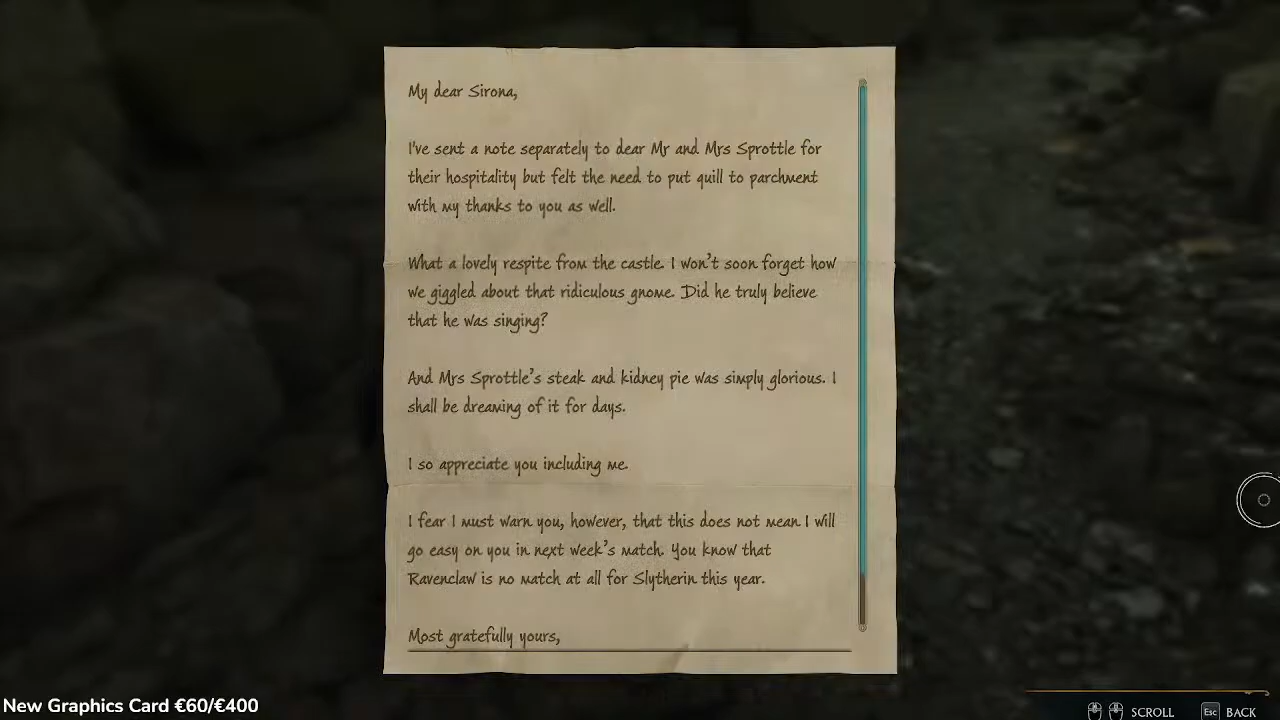 My dear Sirona,
I've sent a note separately to dear Mr and Mrs Sprottle for
their hospitality but felt the need to put quill to parchment
with my thanks to you as well.
What a lovely respite from the castle. I won't soon forget how
we giggled about that ridiculous gnome. Did he truly believe
that he was singing?
And Mrs Sprottle's steak and kidney pie was simply glorious. I
shall be dreaming of it for days.
I so appreciate you including me.
I fear I must warn you, however, that this does not mean I will
go easy on you in next week's match. You know that
Ravenclaw is no match at all for Slytherin this year.
Most gratefully yours,
New Graphics Card €60/€400
SCROLL Esc BACK